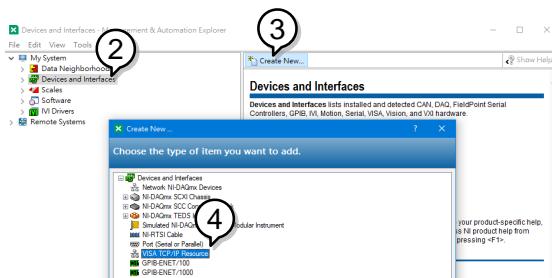 Devices and Interfaces - Management & Automation Explorer
File Edit View Tools
3
2
My System
Data Neighborhood
Devices and Interfaces
Scales
Software
IVI Drivers
Remote Systems
Create New...
Show Help
Devices and Interfaces
Devices and Interfaces lists installed and detected CAN, DAQ, FieldPoint Serial
Controllers, GPIB, IVI, Motion, Serial, VISA, Vision, and VXI hardware.
Create New ...
? ×
Choose the type of item you want to add.
Devices and Interfaces
Network NI-DAQmx Devices
NI-DAQmx SCXI Chassis
NI-DAQmx SCC
NI-DAQmx TEDS
4
Simulated NI-DAQmx
dular Instrument
NI-RTSI Cable
Port (Serial or Parallel)
VISA TCP/IP Resource
GPIB-ENET/100
GPIB-ENET/1000
your product-specific help,
ss NI product help from
pressing <F1>.